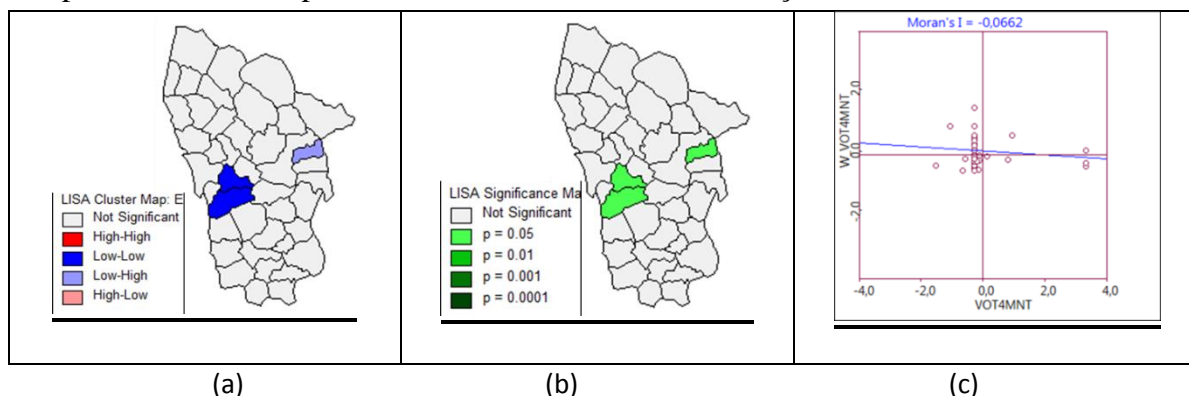 LISA Cluster Map: E
Not Significant
High-High
Low-Low
Low-High
High-Low
LISA Significance Ma
Not Significant
p = 0.05
p = 0.01
p = 0.001
p = 0.0001
Moran's I = -0,0662
W_VOT4MNT
2,0
0,0
-2,0
-4,0 -2,0 0,0 2,0 4,0
VOT4MNT
(a) (b) (c)